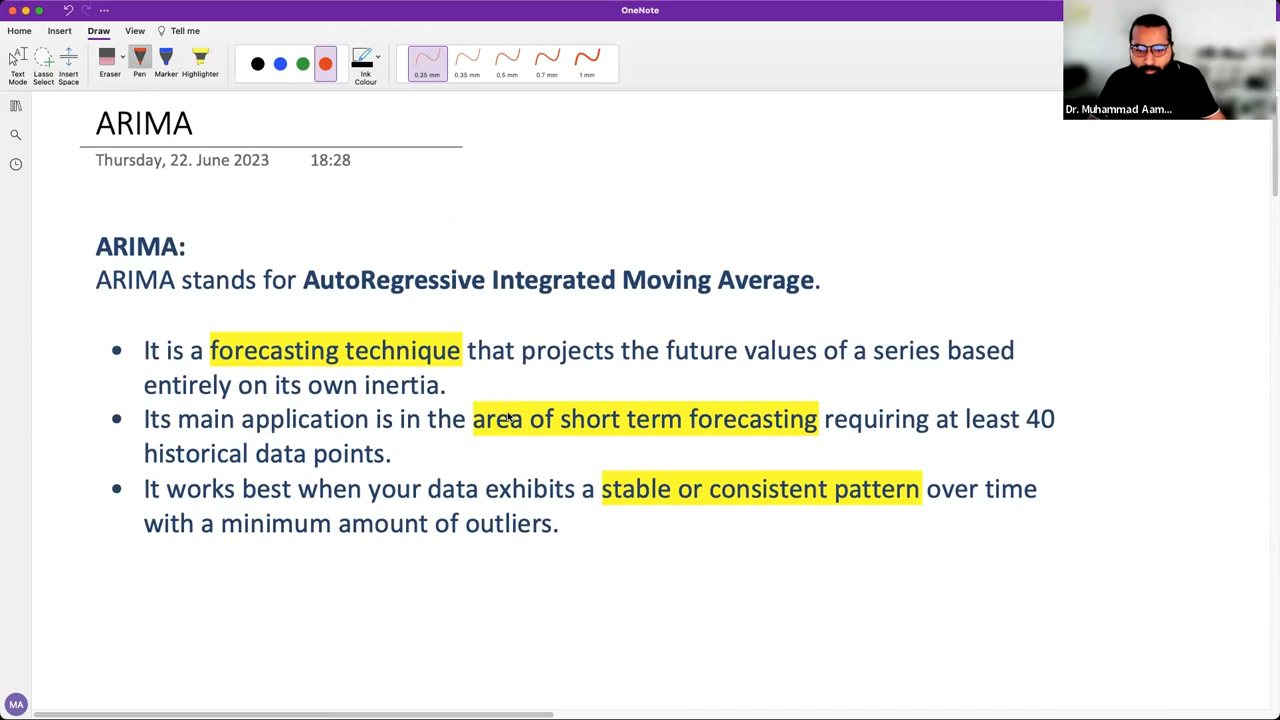 OneNote
Home Insert Draw View Tell me
Text Mode
Lasso Select
Insert Space
Eraser
Pen
Marker
Highlighter
Ink Colour
0.25 mm
0.35 mm
0.5 mm
0.7 mm
1 mm
Dr. Muhammad Aam...
ARIMA
Thursday, 22. June 2023 18:28
ARIMA:
ARIMA stands for AutoRegressive Integrated Moving Average.
• It is a forecasting technique that projects the future values of a series based
entirely on its own inertia.
• Its main application is in the area of short term forecasting requiring at least 40
historical data points.
• It works best when your data exhibits a stable or consistent pattern over time
with a minimum amount of outliers.
MA